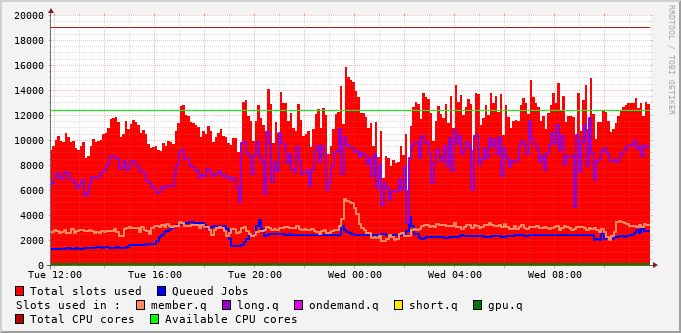 20000
18000
16000
14000
12000
10000
8000
6000
4000
2000
0
Tue 12:00 Tue 16:00 Tue 20:00 Wed 00:00 Wed 04:00 Wed 08:00
RRDTOOL / TOBI OETIKER
Total slots used Queued Jobs
Slots used in : member.q long.q ondemand.q short.q gpu.q
Total CPU cores Available CPU cores